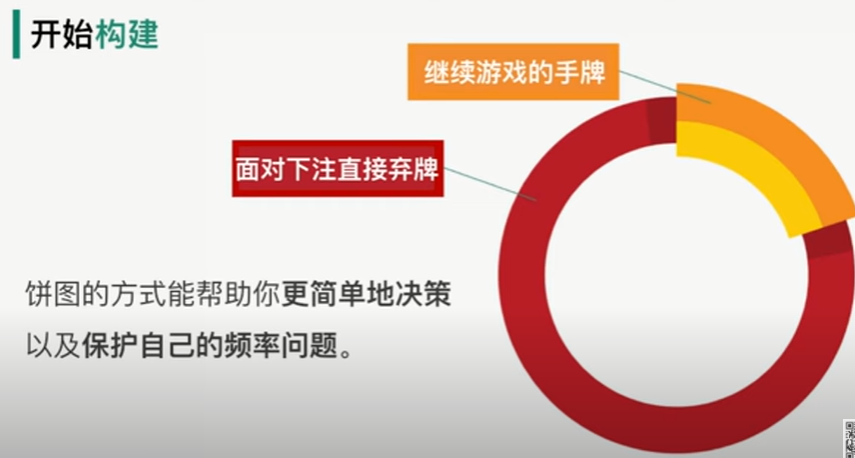 开始构建
继续游戏的手牌
面对下注直接弃牌
饼图的方式能帮助你更简单地决策
以及保护自己的频率问题。